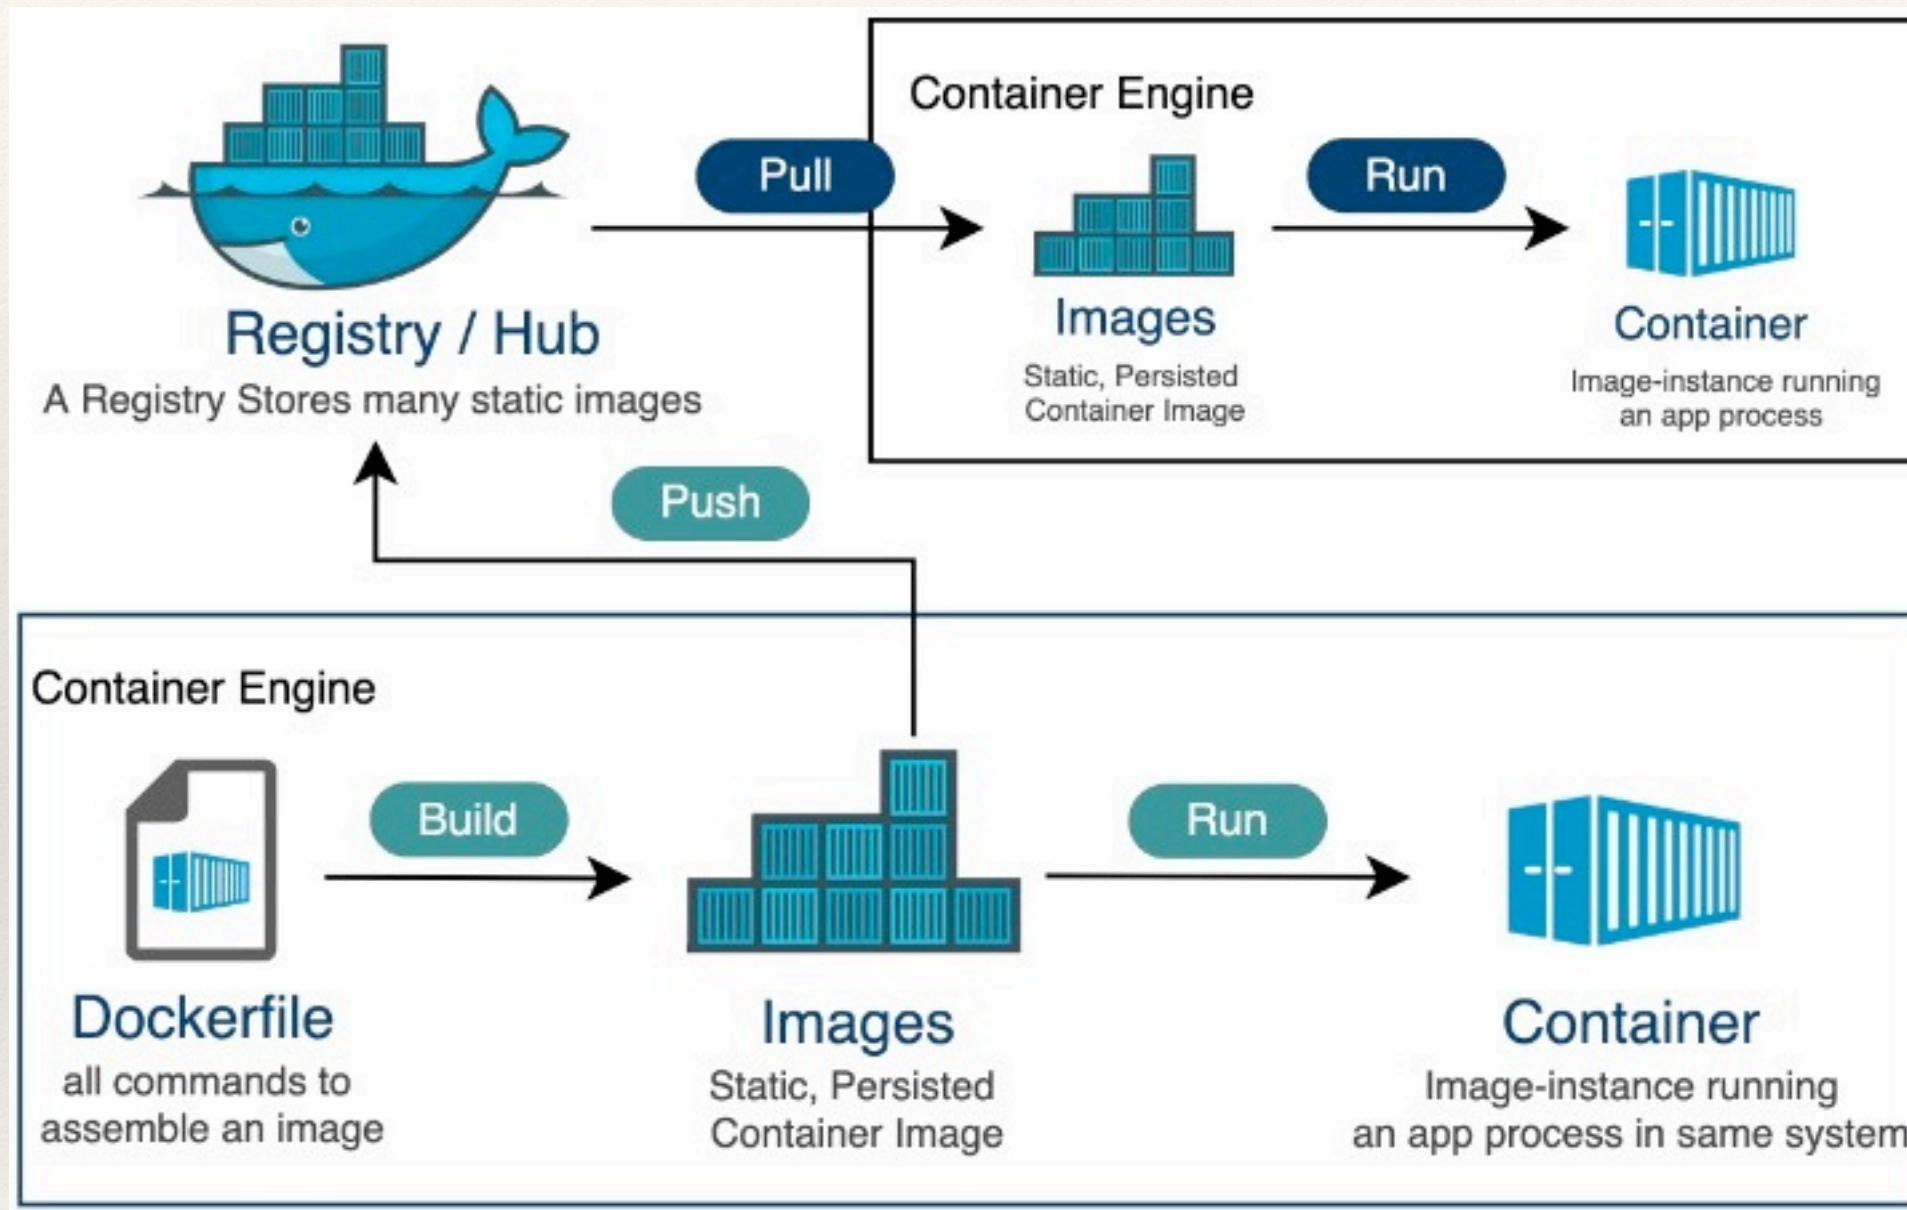 Container Engine
Pull
Run
Registry / Hub
A Registry Stores many static images
Images
Static, Persisted
Container Image
Container
Image-instance running
an app process
Push
Container Engine
Build
Run
Dockerfile
all commands to
assemble an image
Images
Static, Persisted
Container Image
Container
Image-instance running
an app process in same system